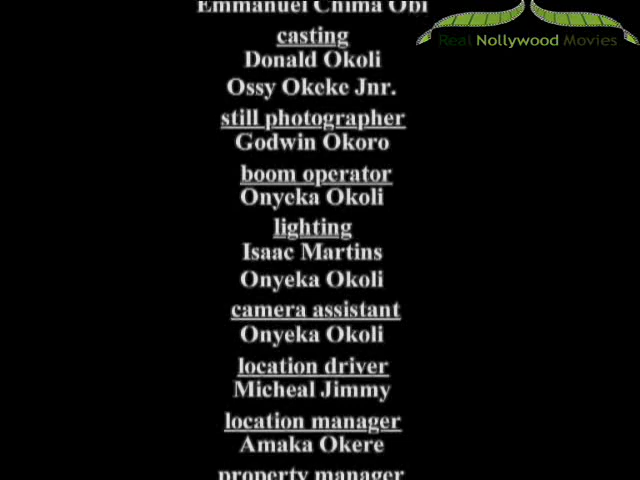 Emmanuel Chima Obi
Real Nollywood Movies
casting
Donald Okoli
Ossy Okeke Jnr.
still photographer
Godwin Okoro
boom operator
Onyeka Okoli
lighting
Isaac Martins
Onyeka Okoli
camera assistant
Onyeka Okoli
location driver
Micheal Jimmy
location manager
Amaka Okere
property manager